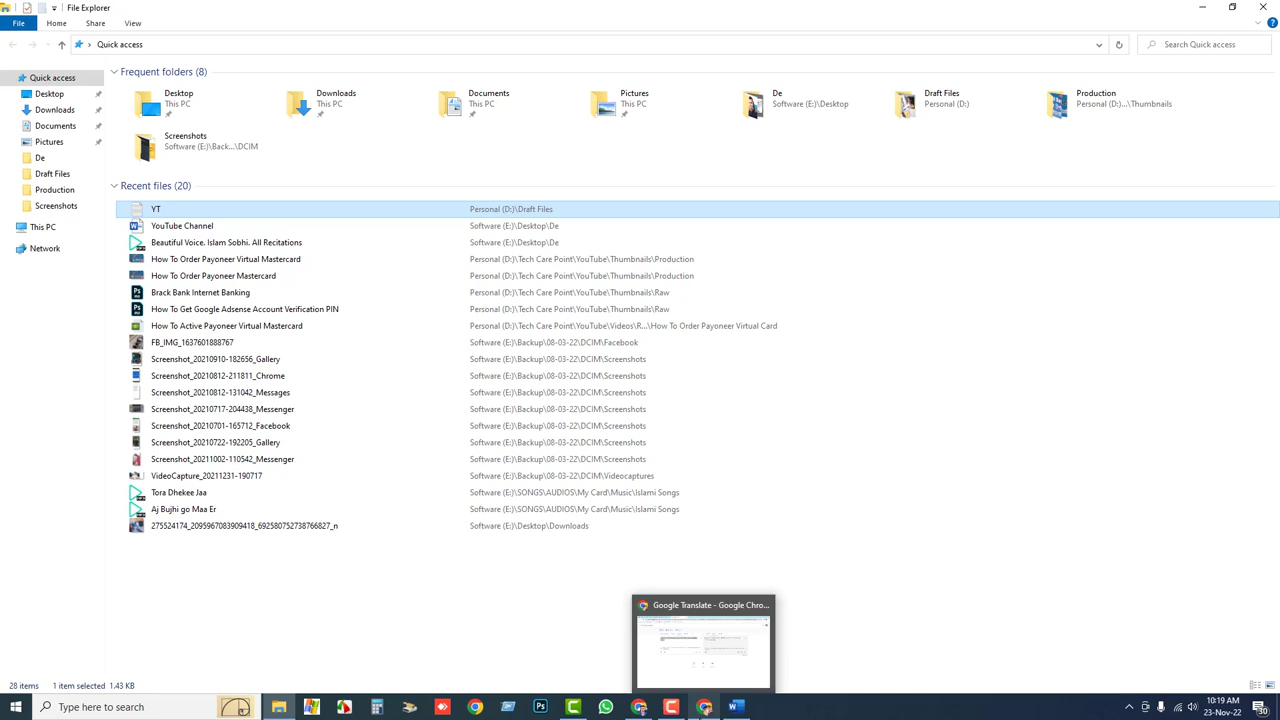 File Explorer
File
Home
Share
View
Quick access
Search Quick access
Quick access
Desktop
Downloads
Documents
Pictures
De
Draft Files
Production
Screenshots
This PC
Network
Frequent folders (8)
Desktop
This PC
Downloads
This PC
Documents
This PC
Pictures
This PC
De
Software (E:)\Desktop
Draft Files
Personal (D:)
Production
Personal (D:)...\Thumbnails
Screenshots
Software (E:)\Back...\DCIM
Recent files (20)
YT Personal (D:)\Draft Files
YouTube Channel Software (E:)\Desktop\De
Beautiful Voice. Islam Sobhi. All Recitations Software (E:)\Desktop\De
How To Order Payoneer Virtual Mastercard Personal (D:)\Tech Care Point\YouTube\Thumbnails\Production
How To Order Payoneer Mastercard Personal (D:)\Tech Care Point\YouTube\Thumbnails\Production
Brack Bank Internet Banking Personal (D:)\Tech Care Point\YouTube\Thumbnails\Raw
How To Get Google Adsense Account Verification PIN Personal (D:)\Tech Care Point\YouTube\Thumbnails\Raw
How To Active Payoneer Virtual Mastercard Personal (D:)\Tech Care Point\YouTube\Videos\R...\How To Order Payoneer Virtual Card
FB_IMG_1637601888767 Software (E:)\Backup\08-03-22\DCIM\Facebook
Screenshot_20210910-182656_Gallery Software (E:)\Backup\08-03-22\DCIM\Screenshots
Screenshot_20210812-211811_Chrome Software (E:)\Backup\08-03-22\DCIM\Screenshots
Screenshot_20210812-131042_Messages Software (E:)\Backup\08-03-22\DCIM\Screenshots
Screenshot_20210717-204438_Messenger Software (E:)\Backup\08-03-22\DCIM\Screenshots
Screenshot_20210701-165712_Facebook Software (E:)\Backup\08-03-22\DCIM\Screenshots
Screenshot_20210722-192205_Gallery Software (E:)\Backup\08-03-22\DCIM\Screenshots
Screenshot_20211002-110542_Messenger Software (E:)\Backup\08-03-22\DCIM\Screenshots
VideoCapture_20211231-190717 Software (E:)\Backup\08-03-22\DCIM\Videocaptures
Tora Dhekee Jaa Software (E:)\SONGS\AUDIOS\My Card\Music\Islami Songs
Aj Bujhi go Maa Er Software (E:)\SONGS\AUDIOS\My Card\Music\Islami Songs
275524174_2095967083909418_692580752738766827_n Software (E:)\Desktop\Downloads
Google Translate - Google Chro...
28 items 1 item selected 1.43 KB
Type here to search
10:19 AM
23-Nov-22
30